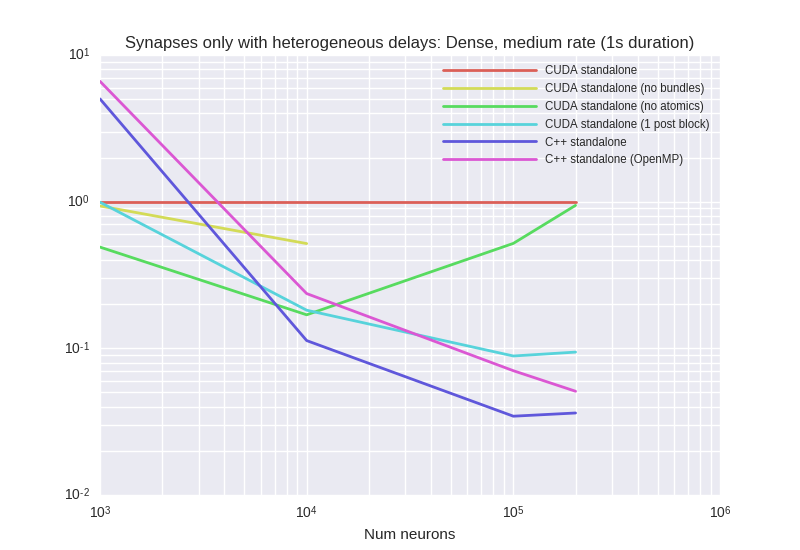 Synapses only with heterogeneous delays: Dense, medium rate (1s duration)
10¹
CUDA standalone
CUDA standalone (no bundles)
CUDA standalone (no atomics)
CUDA standalone (1 post block)
C++ standalone
C++ standalone (OpenMP)
10⁰
10⁻¹
10⁻²
10³ 10⁴ 10⁵ 10⁶
Num neurons